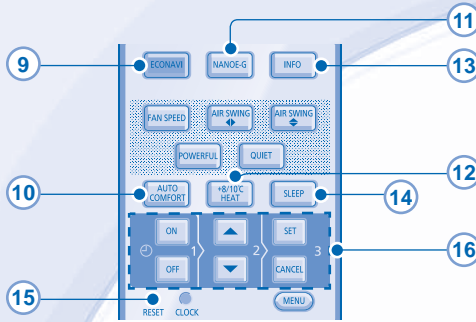 11
9
ECONAVI
NANOE-G
INFO
13
FAN SPEED
AIR SWING
AIR SWING
POWERFUL
QUIET
12
10
AUTO
COMFORT
+8/10°C
HEAT
SLEEP
14
ON
1
2
SET
3
16
OFF
CANCEL
15
RESET
CLOCK
MENU